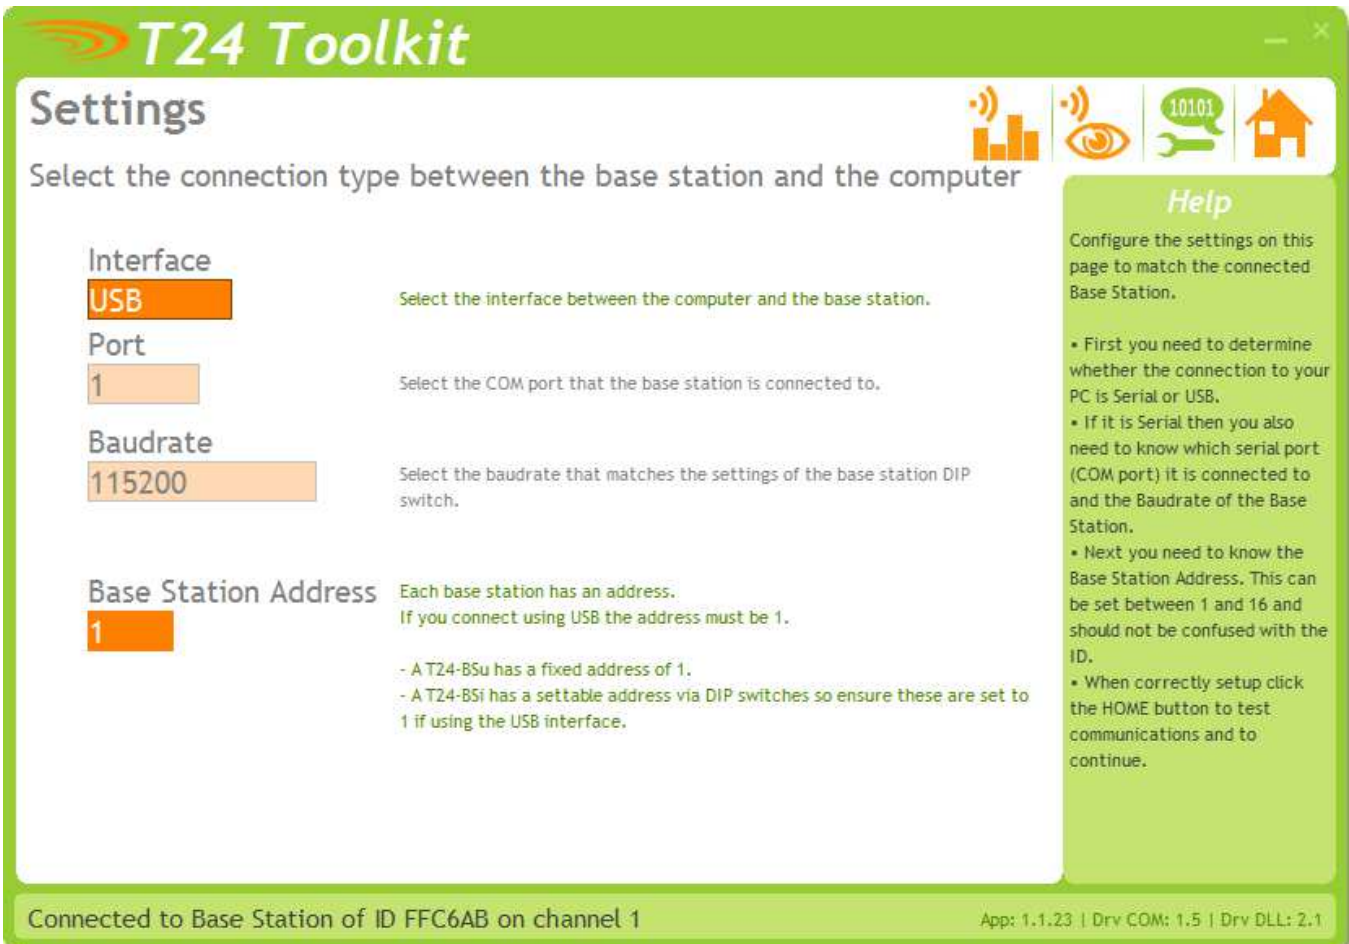 T24 Toolkit
Settings
10101
Select the connection type between the base station and the computer
Interface
USB
Select the interface between the computer and the base station.
Port
1
Select the COM port that the base station is connected to.
Baudrate
115200
Select the baudrate that matches the settings of the base station DIP
switch.
Base Station Address
1
Each base station has an address.
If you connect using USB the address must be 1.
- A T24-BSu has a fixed address of 1.
- A T24-BSi has a settable address via DIP switches so ensure these are set to
1 if using the USB interface.
Help
Configure the settings on this
page to match the connected
Base Station.
• First you need to determine
whether the connection to your
PC is Serial or USB.
• If it is Serial then you also
need to know which serial port
(COM port) it is connected to
and the Baudrate of the Base
Station.
• Next you need to know the
Base Station Address. This can
be set between 1 and 16 and
should not be confused with the
ID.
• When correctly setup click
the HOME button to test
communications and to
continue.
Connected to Base Station of ID FFC6AB on channel 1
App: 1.1.23 | Drv COM: 1.5 | Drv DLL: 2.1